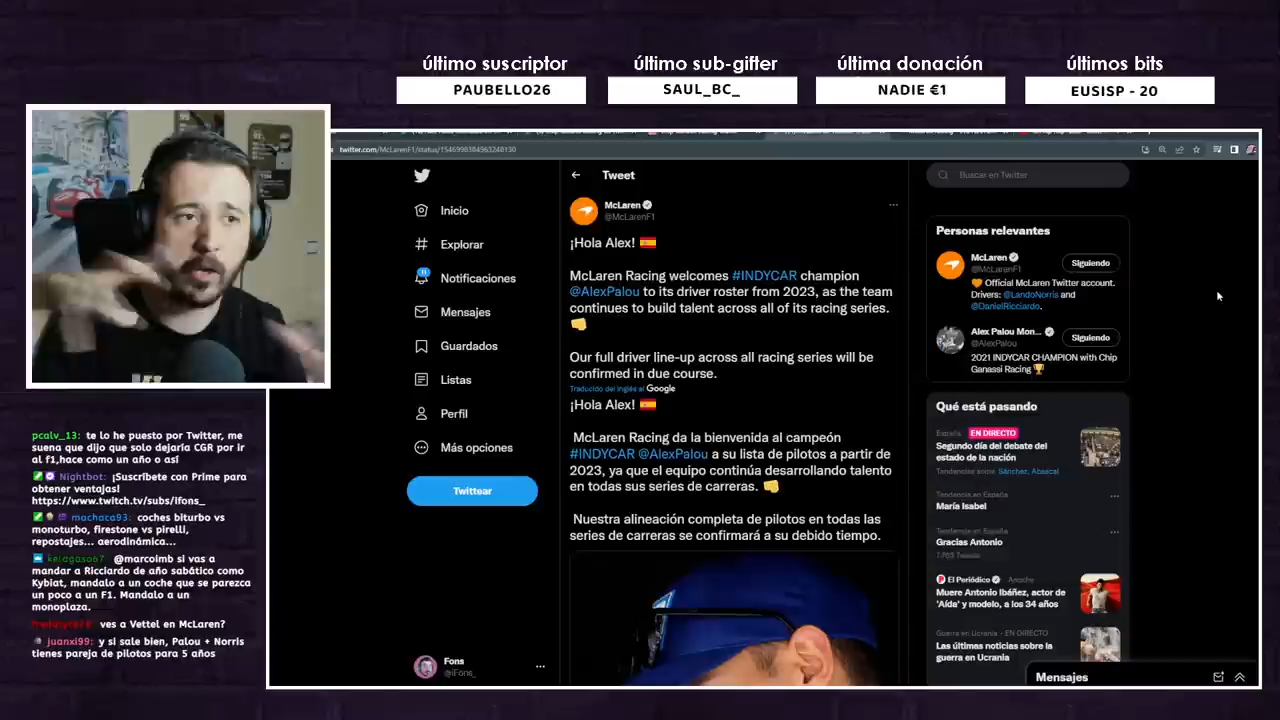 último suscriptor
último sub-gifter
última donación
últimos bits
PAUBELLO26
SAUL_BC_
NADIE €1
EUSISP - 20
twitter.com/McLarenF1/status/1546998384963248130
Inicio
Explorar
11
Notificaciones
Mensajes
Guardados
Listas
Perfil
Más opciones
Twittear
Fons
@iFons_
Tweet
McLaren
@McLarenF1
¡Hola Alex! 🇪🇸
McLaren Racing welcomes #INDYCAR champion
@AlexPalou to its driver roster from 2023, as the team
continues to build talent across all of its racing series.
👊
Our full driver line-up across all racing series will be
confirmed in due course.
Traducido del inglés al Google
¡Hola Alex! 🇪🇸
McLaren Racing da la bienvenida al campeón
#INDYCAR @AlexPalou a su lista de pilotos a partir de
2023, ya que el equipo continúa desarrollando talento
en todas sus series de carreras. 👊
Nuestra alineación completa de pilotos en todas las
series de carreras se confirmará a su debido tiempo.
Buscar en Twitter
Personas relevantes
McLaren
@McLarenF1
Siguiendo
🧡 Official McLaren Twitter account.
Drivers: @LandoNorris and
@DanielRicciardo.
Alex Palou Mon...
@AlexPalou
Siguiendo
2021 INDYCAR CHAMPION with Chip
Ganassi Racing 🏆
Qué está pasando
España EN DIRECTO
Segundo día del debate del
estado de la nación
Tendencias sobre Sánchez, Abascal
Tendencia en España
María Isabel
Tendencia en España
Gracias Antonio
7.763 Tweets
El Periódico Anoche
Muere Antonio Ibáñez, actor de
'Aída' y modelo, a los 34 años
Guerra en Ucrania · EN DIRECTO
Las últimas noticias sobre la
guerra en Ucrania
Mensajes
pcalv_13: te lo he puesto por Twitter, me
suena que dijo que solo dejaría CGR por ir
al f1,hace como un año o así
Nightbot: ¡Suscríbete con Prime para
obtener ventajas!
https://www.twitch.tv/subs/ifons_
machaca93: coches biturbo vs
monoturbo, firestone vs pirelli,
repostajes... aerodinámica...
@marcoimb si vas a
mandar a Ricciardo de año sabático como
Kybiat, mandalo a un coche que se parezca
un poco a un F1. Mandalo a un
monoplaza.
ves a Vettel en McLaren?
juanxi99: y si sale bien, Palou + Norris
tienes pareja de pilotos para 5 años